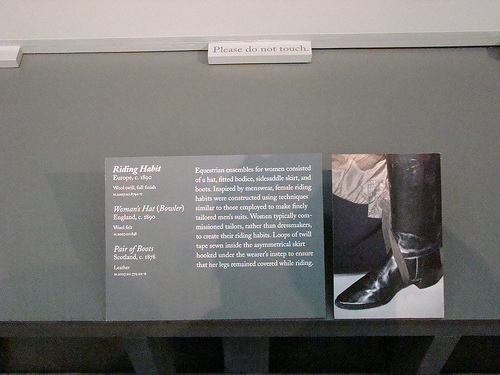 Please do not touch.
Riding Habit
Europe, c. 1890
Wool twill, full finish
Woman's Hat (Bowler)
England, c. 1890
Wool felt
Pair of Boots
Scotland, c. 1878
Leather
Equestrian ensembles for women consisted
of a hat, fitted bodice, sidesaddle skirt, and
boots. Inspired by menswear, female riding
habits were constructed using techniques
similar to those employed to make finely
tailored men's suits. Women typically com-
missioned tailors, rather than dressmakers,
to create their riding habits. Loops of twill
tape sewn inside the asymmetrical skirt
hooked under the wearer's instep to ensure
that her legs remained covered while riding.